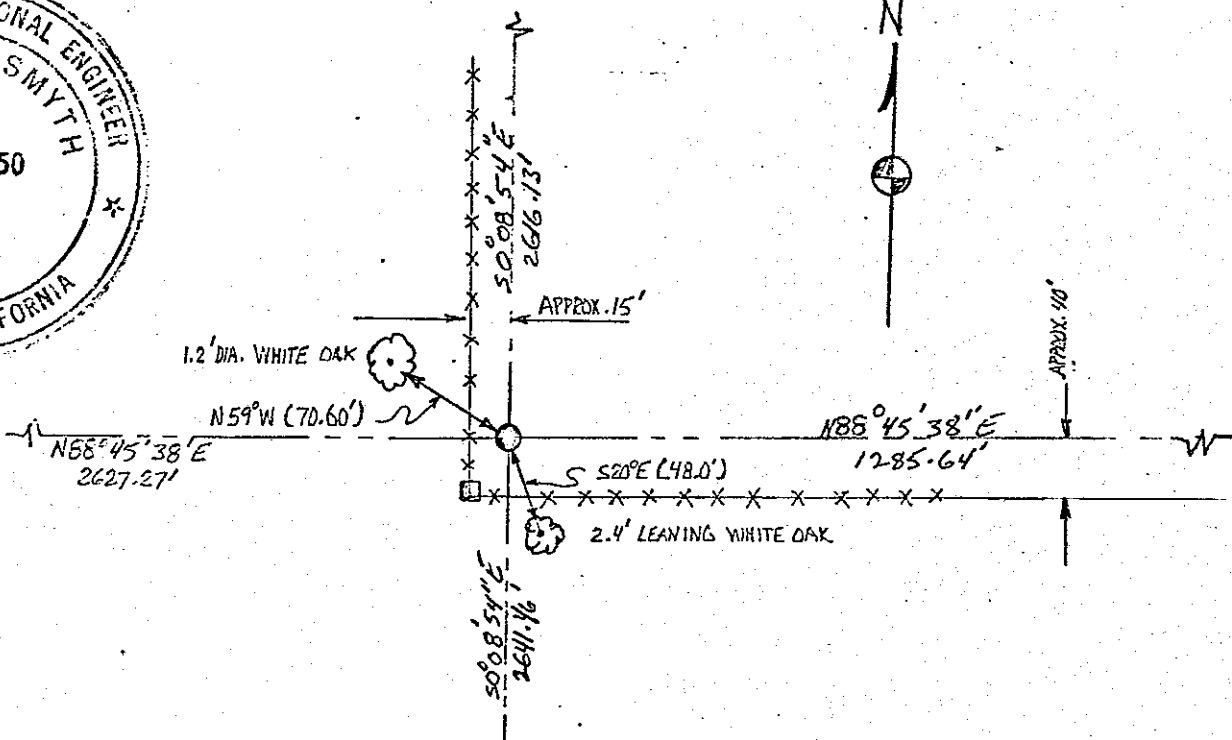 ONAL ENGINEER
SMYTH
50
FORNIA
N
S0°08'54"E
2616.13'
APPROX. 15'
APPROX. 40'
1.2' DIA. WHITE OAK
N59°W (70.60')
N88°45'38"E
2627.27'
N88°45'38"E
1285.64'
S20°E (48.0')
2.4' LEANING WHITE OAK
S0°08'54"E
2641.16'